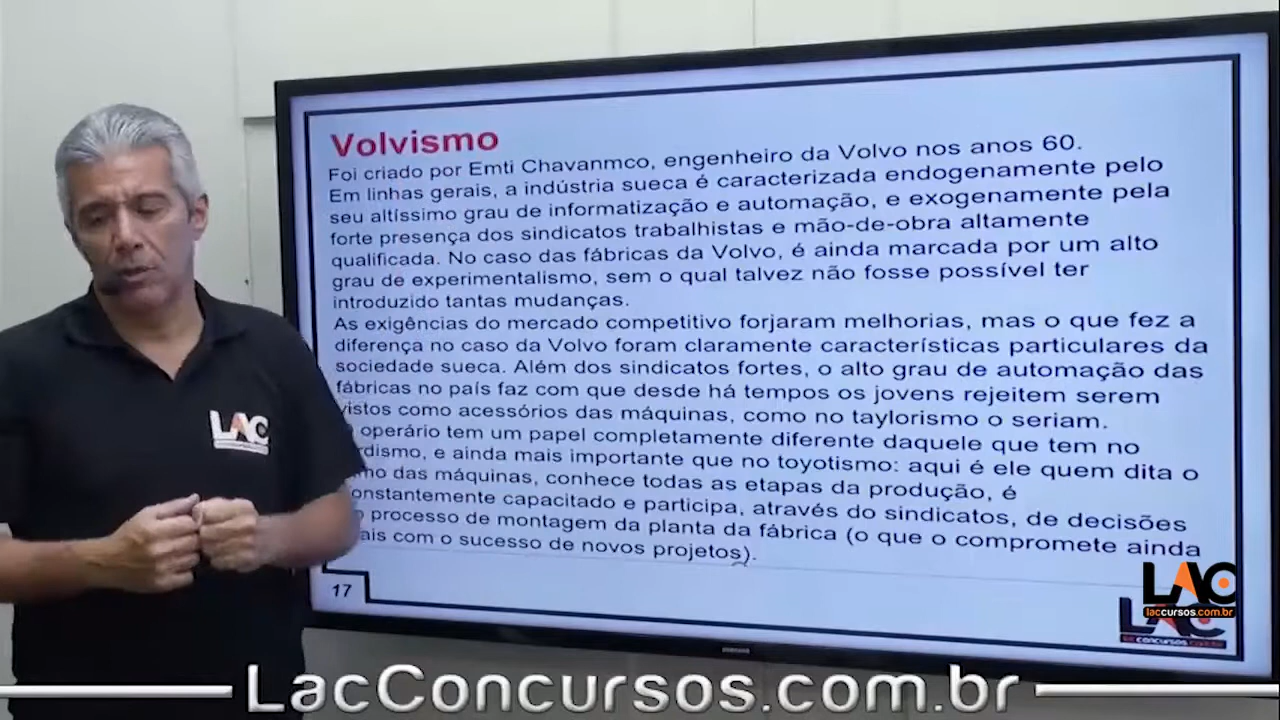 Volvismo
Foi criado por Emti Chavanmco, engenheiro da Volvo nos anos 60.
Em linhas gerais, a indústria sueca é caracterizada endogenamente pelo
seu altíssimo grau de informatização e automação, e exogenamente pela
forte presença dos sindicatos trabalhistas e mão-de-obra altamente
qualificada. No caso das fábricas da Volvo, é ainda marcada por um alto
grau de experimentalismo, sem o qual talvez não fosse possível ter
introduzido tantas mudanças.
As exigências do mercado competitivo forjaram melhorias, mas o que fez a
diferença no caso da Volvo foram claramente características particulares da
sociedade sueca. Além dos sindicatos fortes, o alto grau de automação das
fábricas no país faz com que desde há tempos os jovens rejeitem serem
vistos como acessórios das máquinas, como no taylorismo o seriam.
operário tem um papel completamente diferente daquele que tem no
rdismo, e ainda mais importante que no toyotismo: aqui é ele quem dita o
mo das máquinas, conhece todas as etapas da produção, é
onstantemente capacitado e participa, através do sindicatos, de decisões
o processo de montagem da planta da fábrica (o que o compromete ainda
ais com o sucesso de novos projetos).
17
LAC
LAC
laccursos.com.br
LAC
LacConcursos.com.br